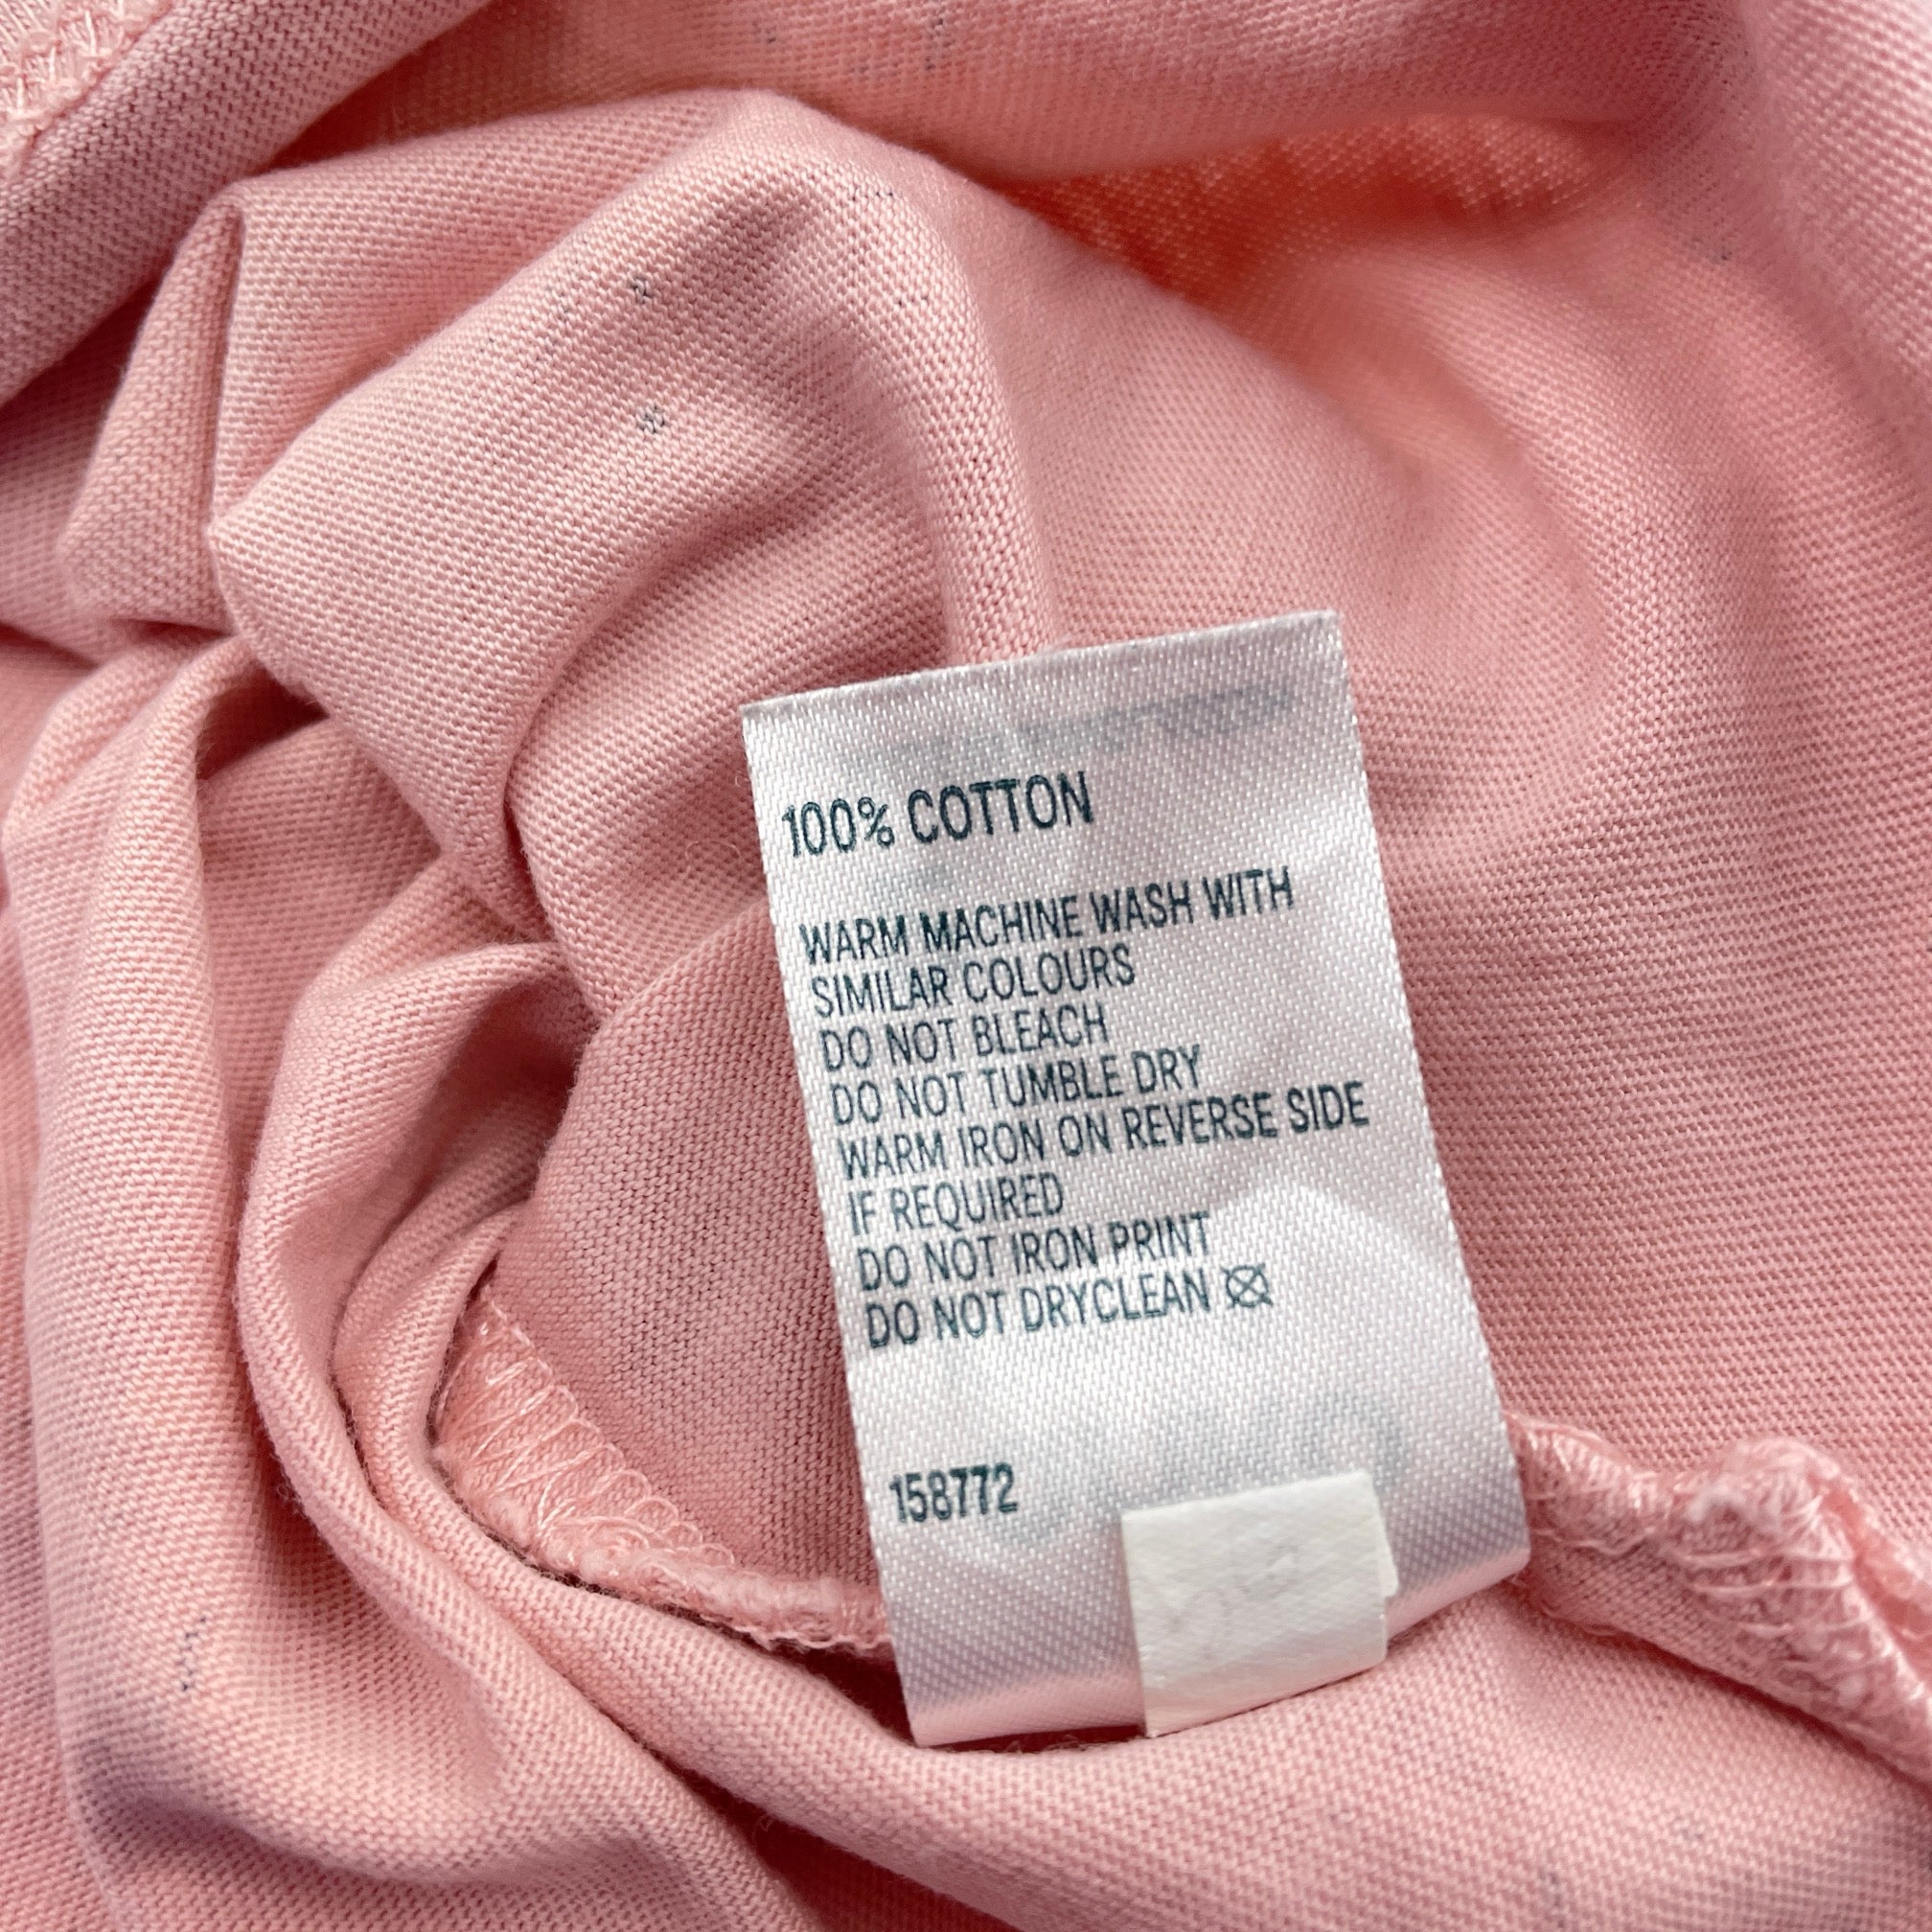 100% COTTON
WARM MACHINE WASH WITH
SIMILAR COLOURS
DO NOT BLEACH
DO NOT TUMBLE DRY
WARM IRON ON REVERSE SIDE
IF REQUIRED
DO NOT IRON PRINT
DO NOT DRYCLEAN
158772